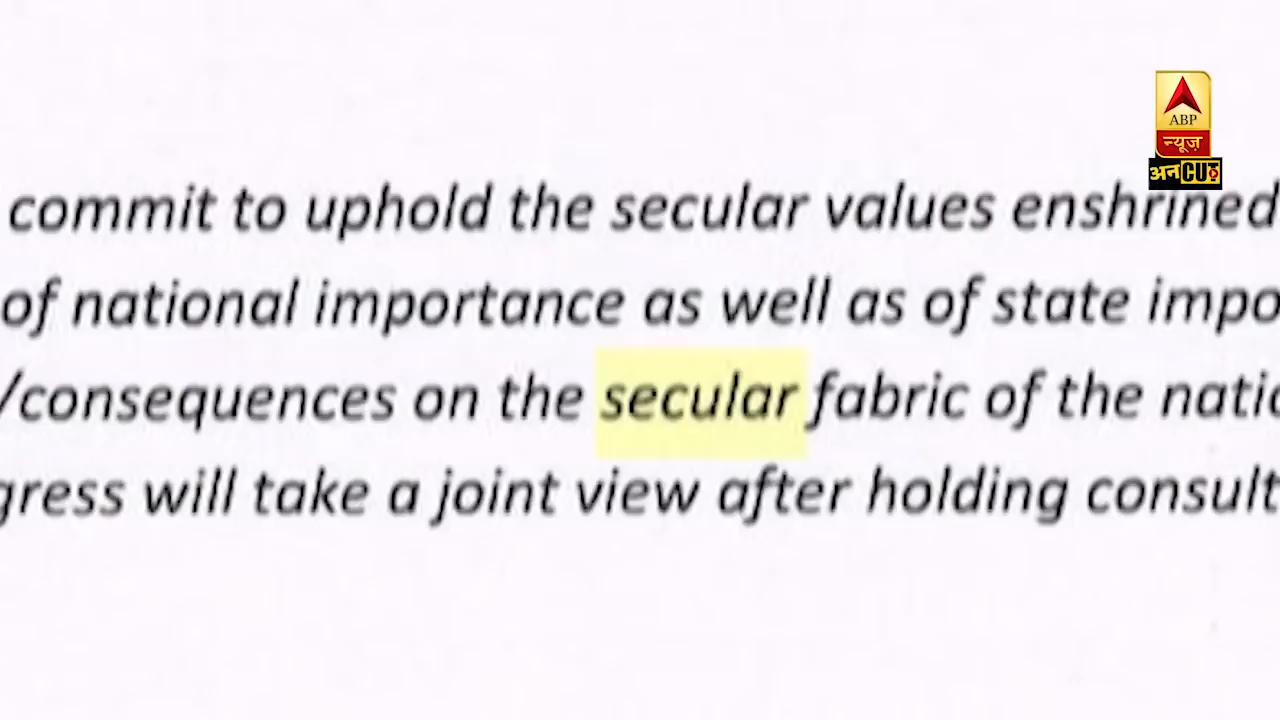 ABP
न्यूज़
अनCUT
commit to uphold the secular values enshrined
of national importance as well as of state impo
/consequences on the secular fabric of the natio
gress will take a joint view after holding consult